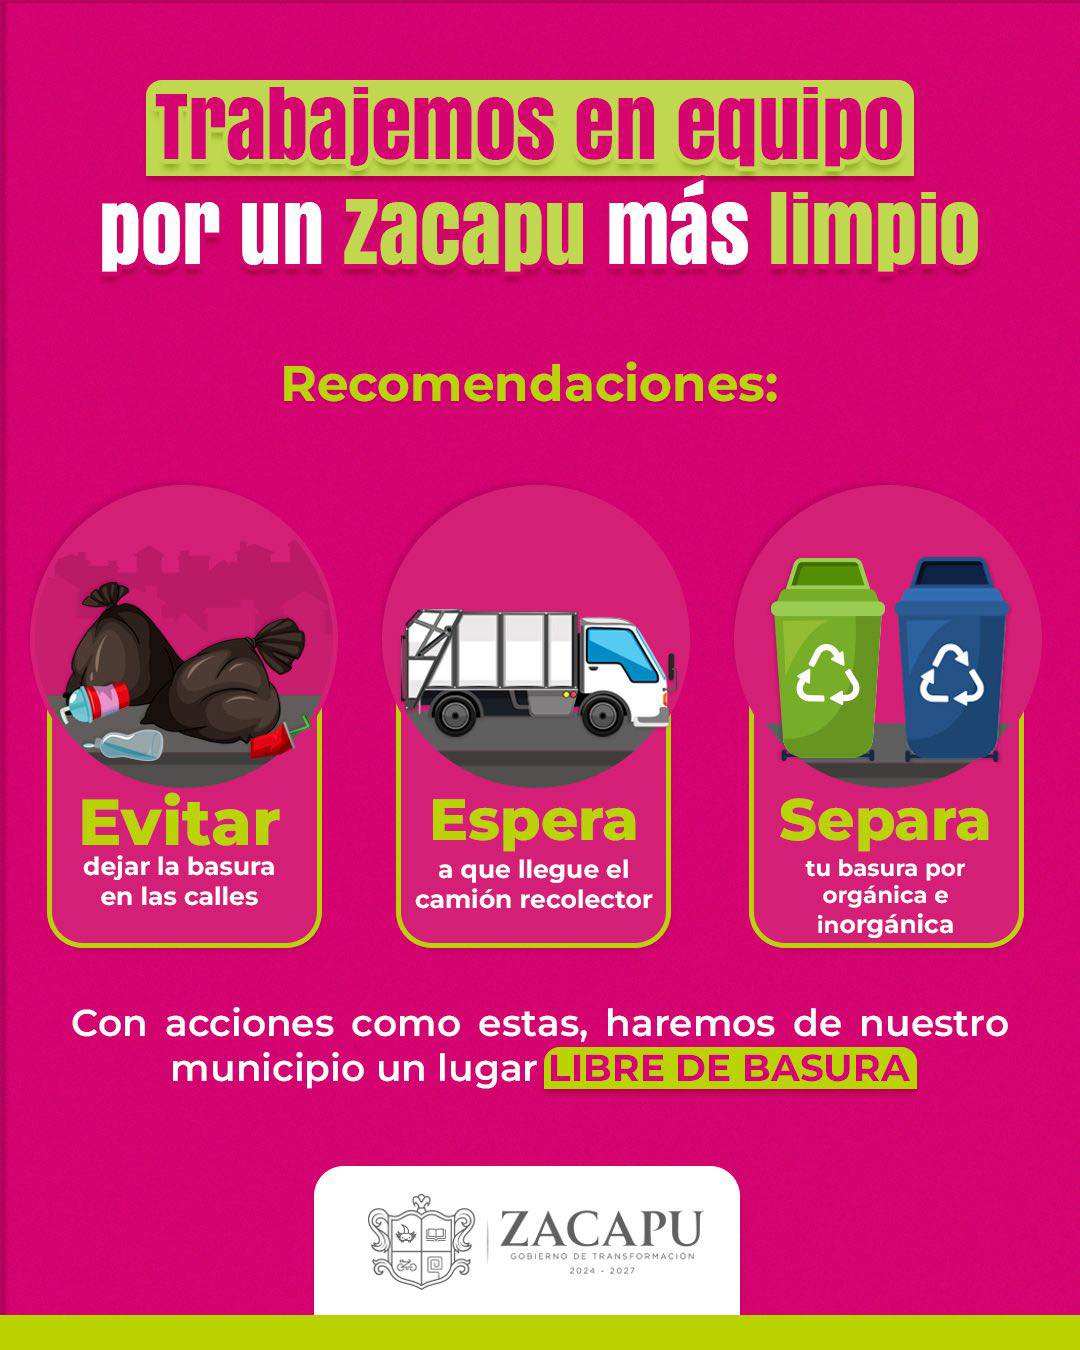 Trabajemos en equipo
por un Zacapu más limpio
Recomendaciones:
Evitar
dejar la basura
en las calles
Espera
a que llegue el
camión recolector
Separa
tu basura por
orgánica e
inorgánica
Con acciones como estas, haremos de nuestro
municipio un lugar LIBRE DE BASURA
ZACAPU
GOBIERNO DE TRANSFORMACIÓN
2024 - 2027